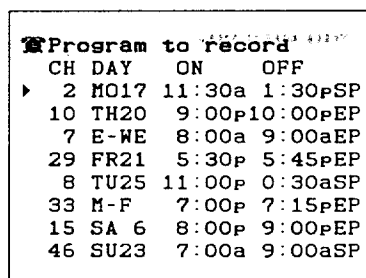 ☎Program to record
CH DAY ON OFF
▸ 2 MO17 11:30a 1:30pSP
10 TH20 9:00p10:00pEP
7 E-WE 8:00a 9:00aEP
29 FR21 5:30p 5:45pEP
8 TU25 11:00p 0:30aSP
33 M-F 7:00p 7:15pEP
15 SA 6 8:00p 9:00pEP
46 SU23 7:00a 9:00aSP